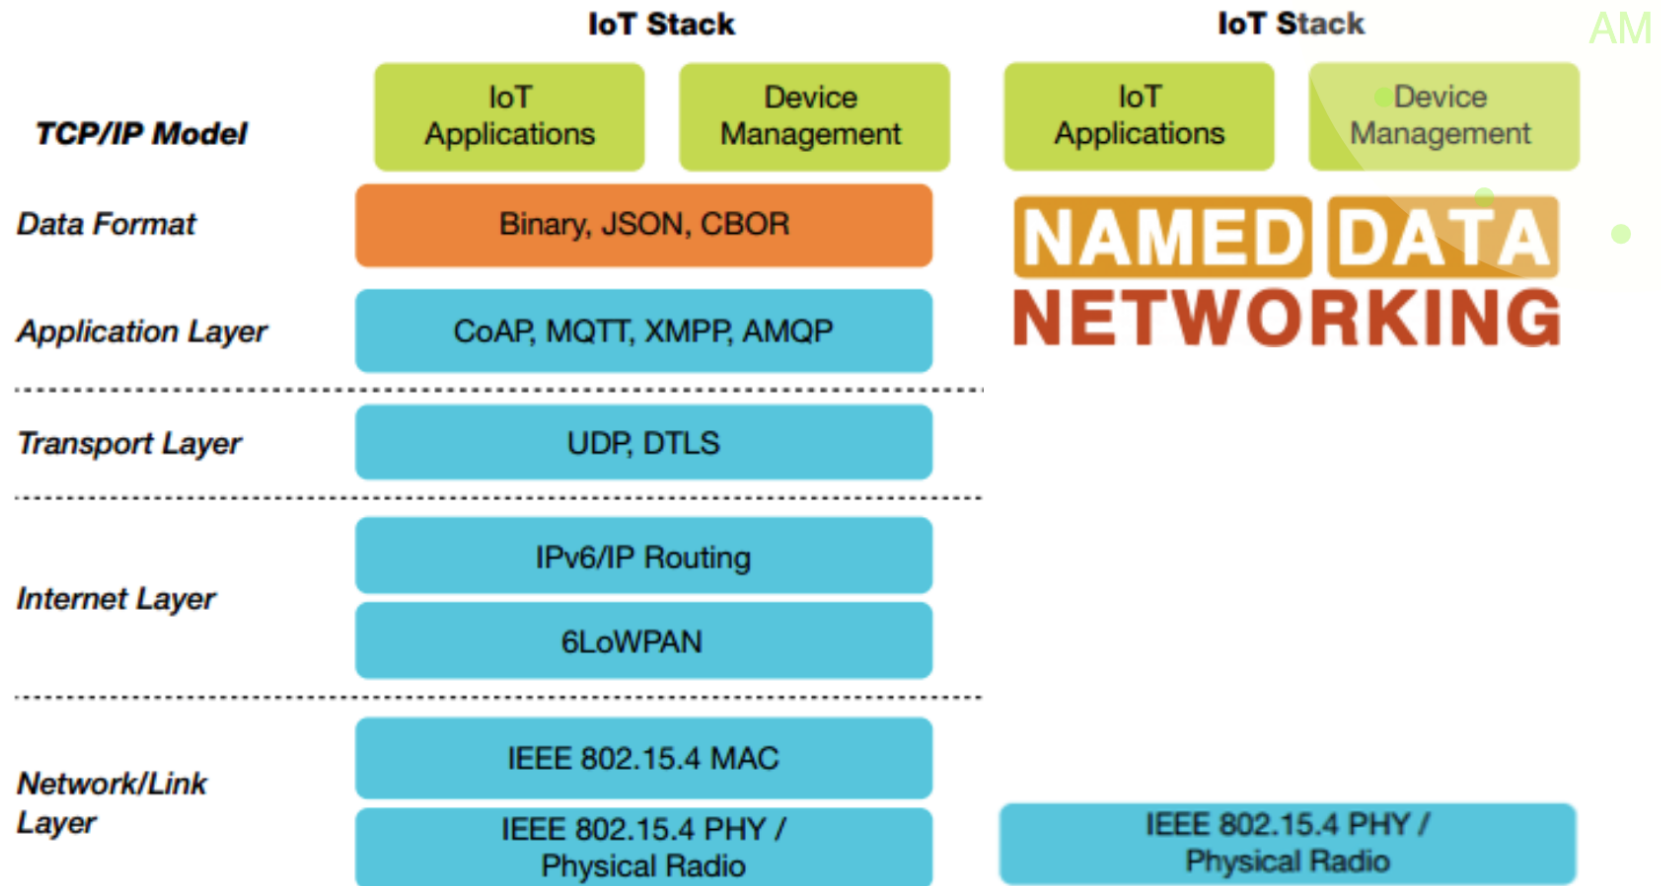 IoT Stack
IoT Stack
AM
TCP/IP Model
IoT
Applications
Device
Management
IoT
Applications
Device
Management
Data Format
Binary, JSON, CBOR
NAMED DATA
NETWORKING
Application Layer
CoAP, MQTT, XMPP, AMQP
Transport Layer
UDP, DTLS
Internet Layer
IPv6/IP Routing
6LoWPAN
Network/Link
Layer
IEEE 802.15.4 MAC
IEEE 802.15.4 PHY /
Physical Radio
IEEE 802.15.4 PHY /
Physical Radio